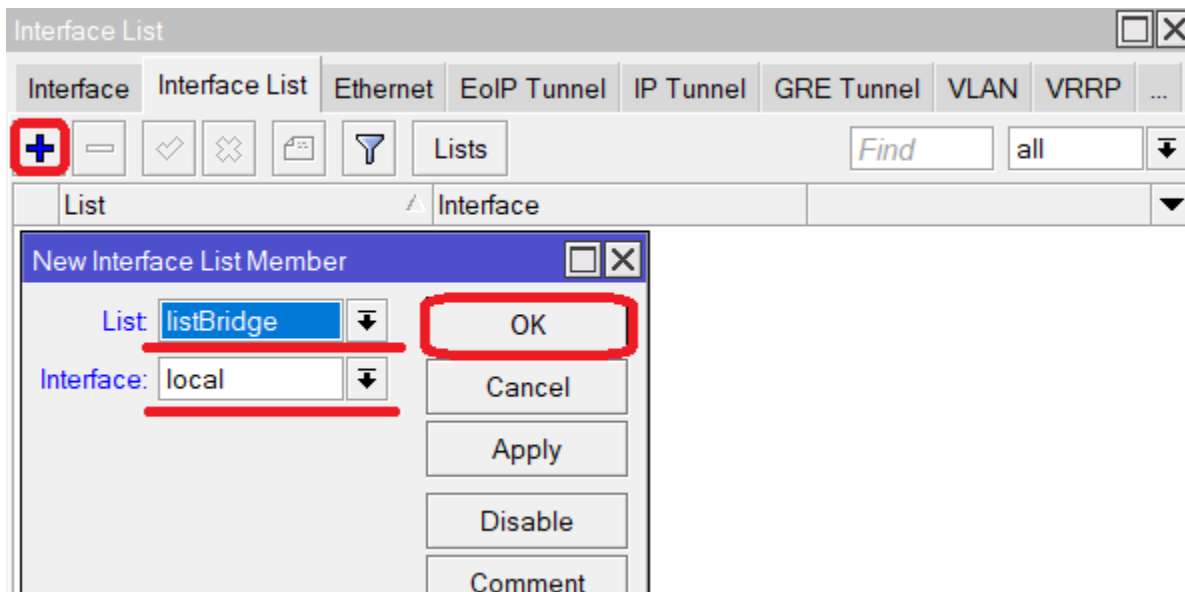 Interface List
Interface Interface List Ethernet EoIP Tunnel IP Tunnel GRE Tunnel VLAN VRRP ...
Lists Find all
List Interface
New Interface List Member
List: listBridge OK
Interface: local Cancel
Apply
Disable
Comment